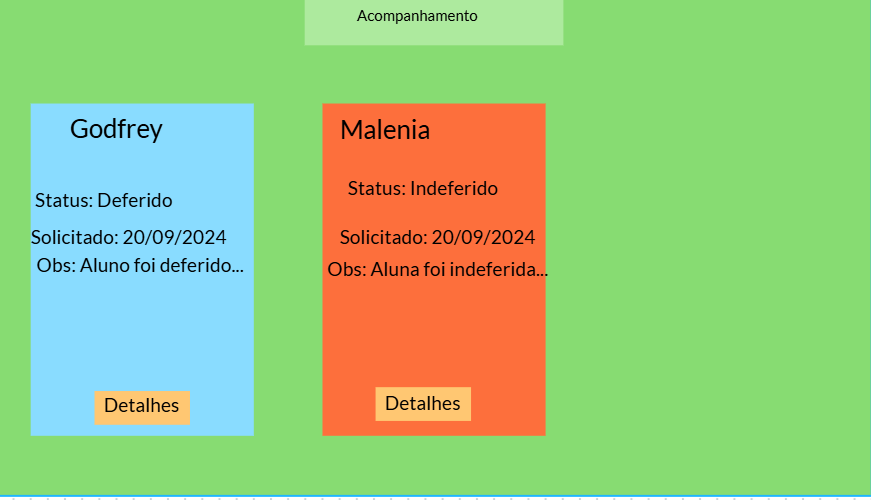 Acompanhamento
Godfrey
Status: Deferido
Solicitado: 20/09/2024
Obs: Aluno foi deferido...
Detalhes
Malenia
Status: Indeferido
Solicitado: 20/09/2024
Obs: Aluna foi indeferida...
Detalhes